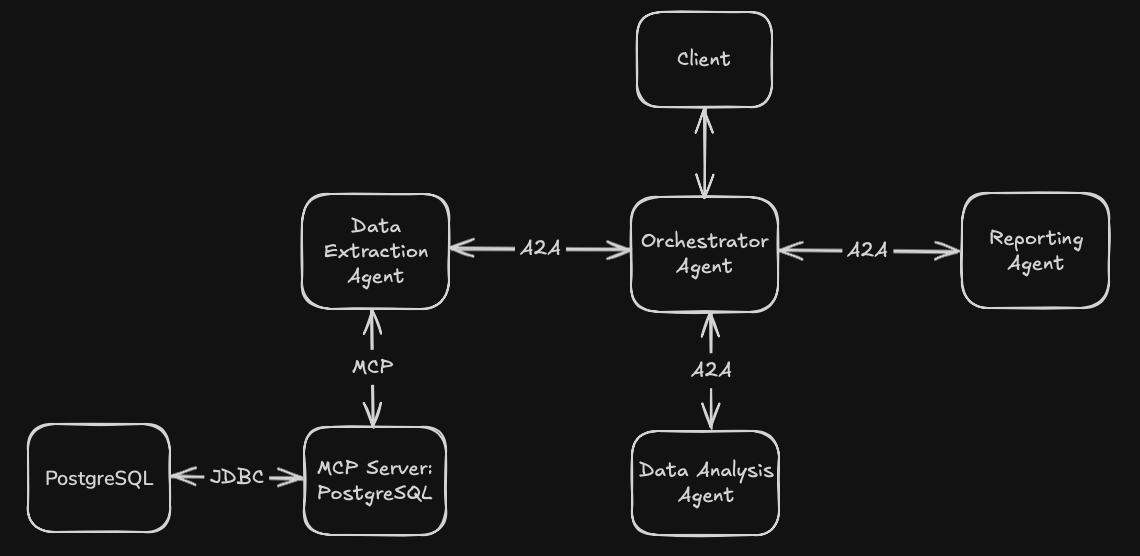 Client
Data
Extraction
Agent
A2A
Orchestrator
Agent
A2A
Reporting
Agent
MCP
A2A
PostgreSQL
JDBC
MCP Server:
PostgreSQL
Data Analysis
Agent